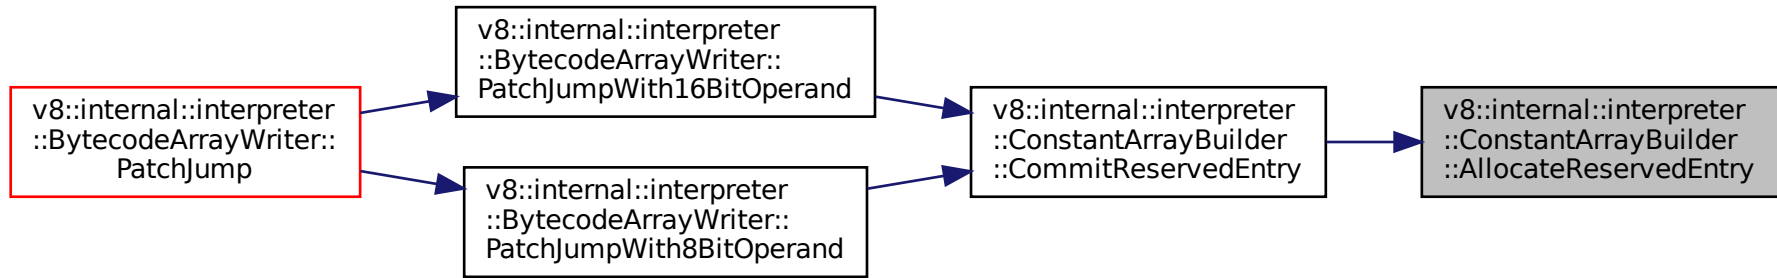 v8::internal::interpreter
::BytecodeArrayWriter::
PatchJump
v8::internal::interpreter
::BytecodeArrayWriter::
PatchJumpWith16BitOperand
v8::internal::interpreter
::BytecodeArrayWriter::
PatchJumpWith8BitOperand
v8::internal::interpreter
::ConstantArrayBuilder
::CommitReservedEntry
v8::internal::interpreter
::ConstantArrayBuilder
::AllocateReservedEntry